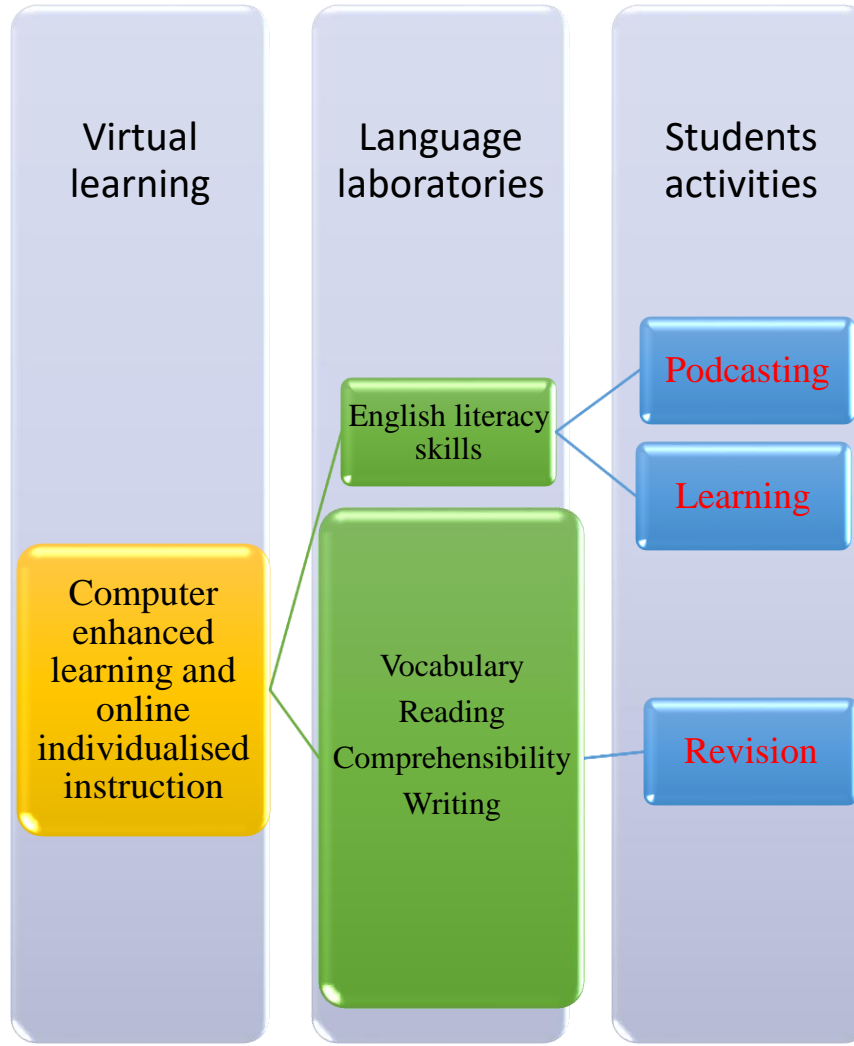 Virtual
learning
Language
laboratories
Students
activities
Computer
enhanced
learning and
online
individualised
instruction
English literacy
skills
Vocabulary
Reading
Comprehensibility
Writing
Podcasting
Learning
Revision